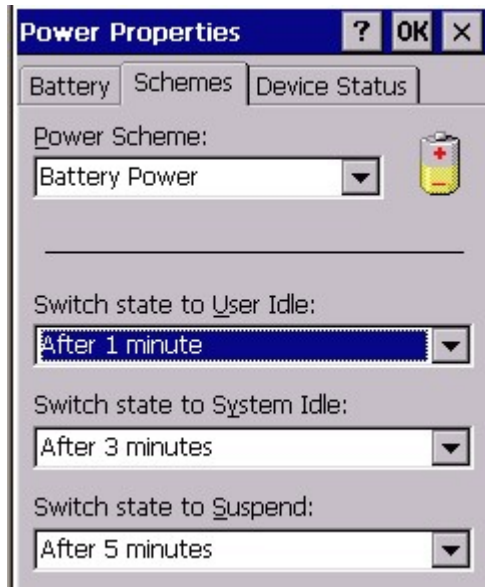 Power Properties ? OK ×
Battery Schemes Device Status
Power Scheme:
Battery Power
Switch state to User Idle:
After 1 minute
Switch state to System Idle:
After 3 minutes
Switch state to Suspend:
After 5 minutes